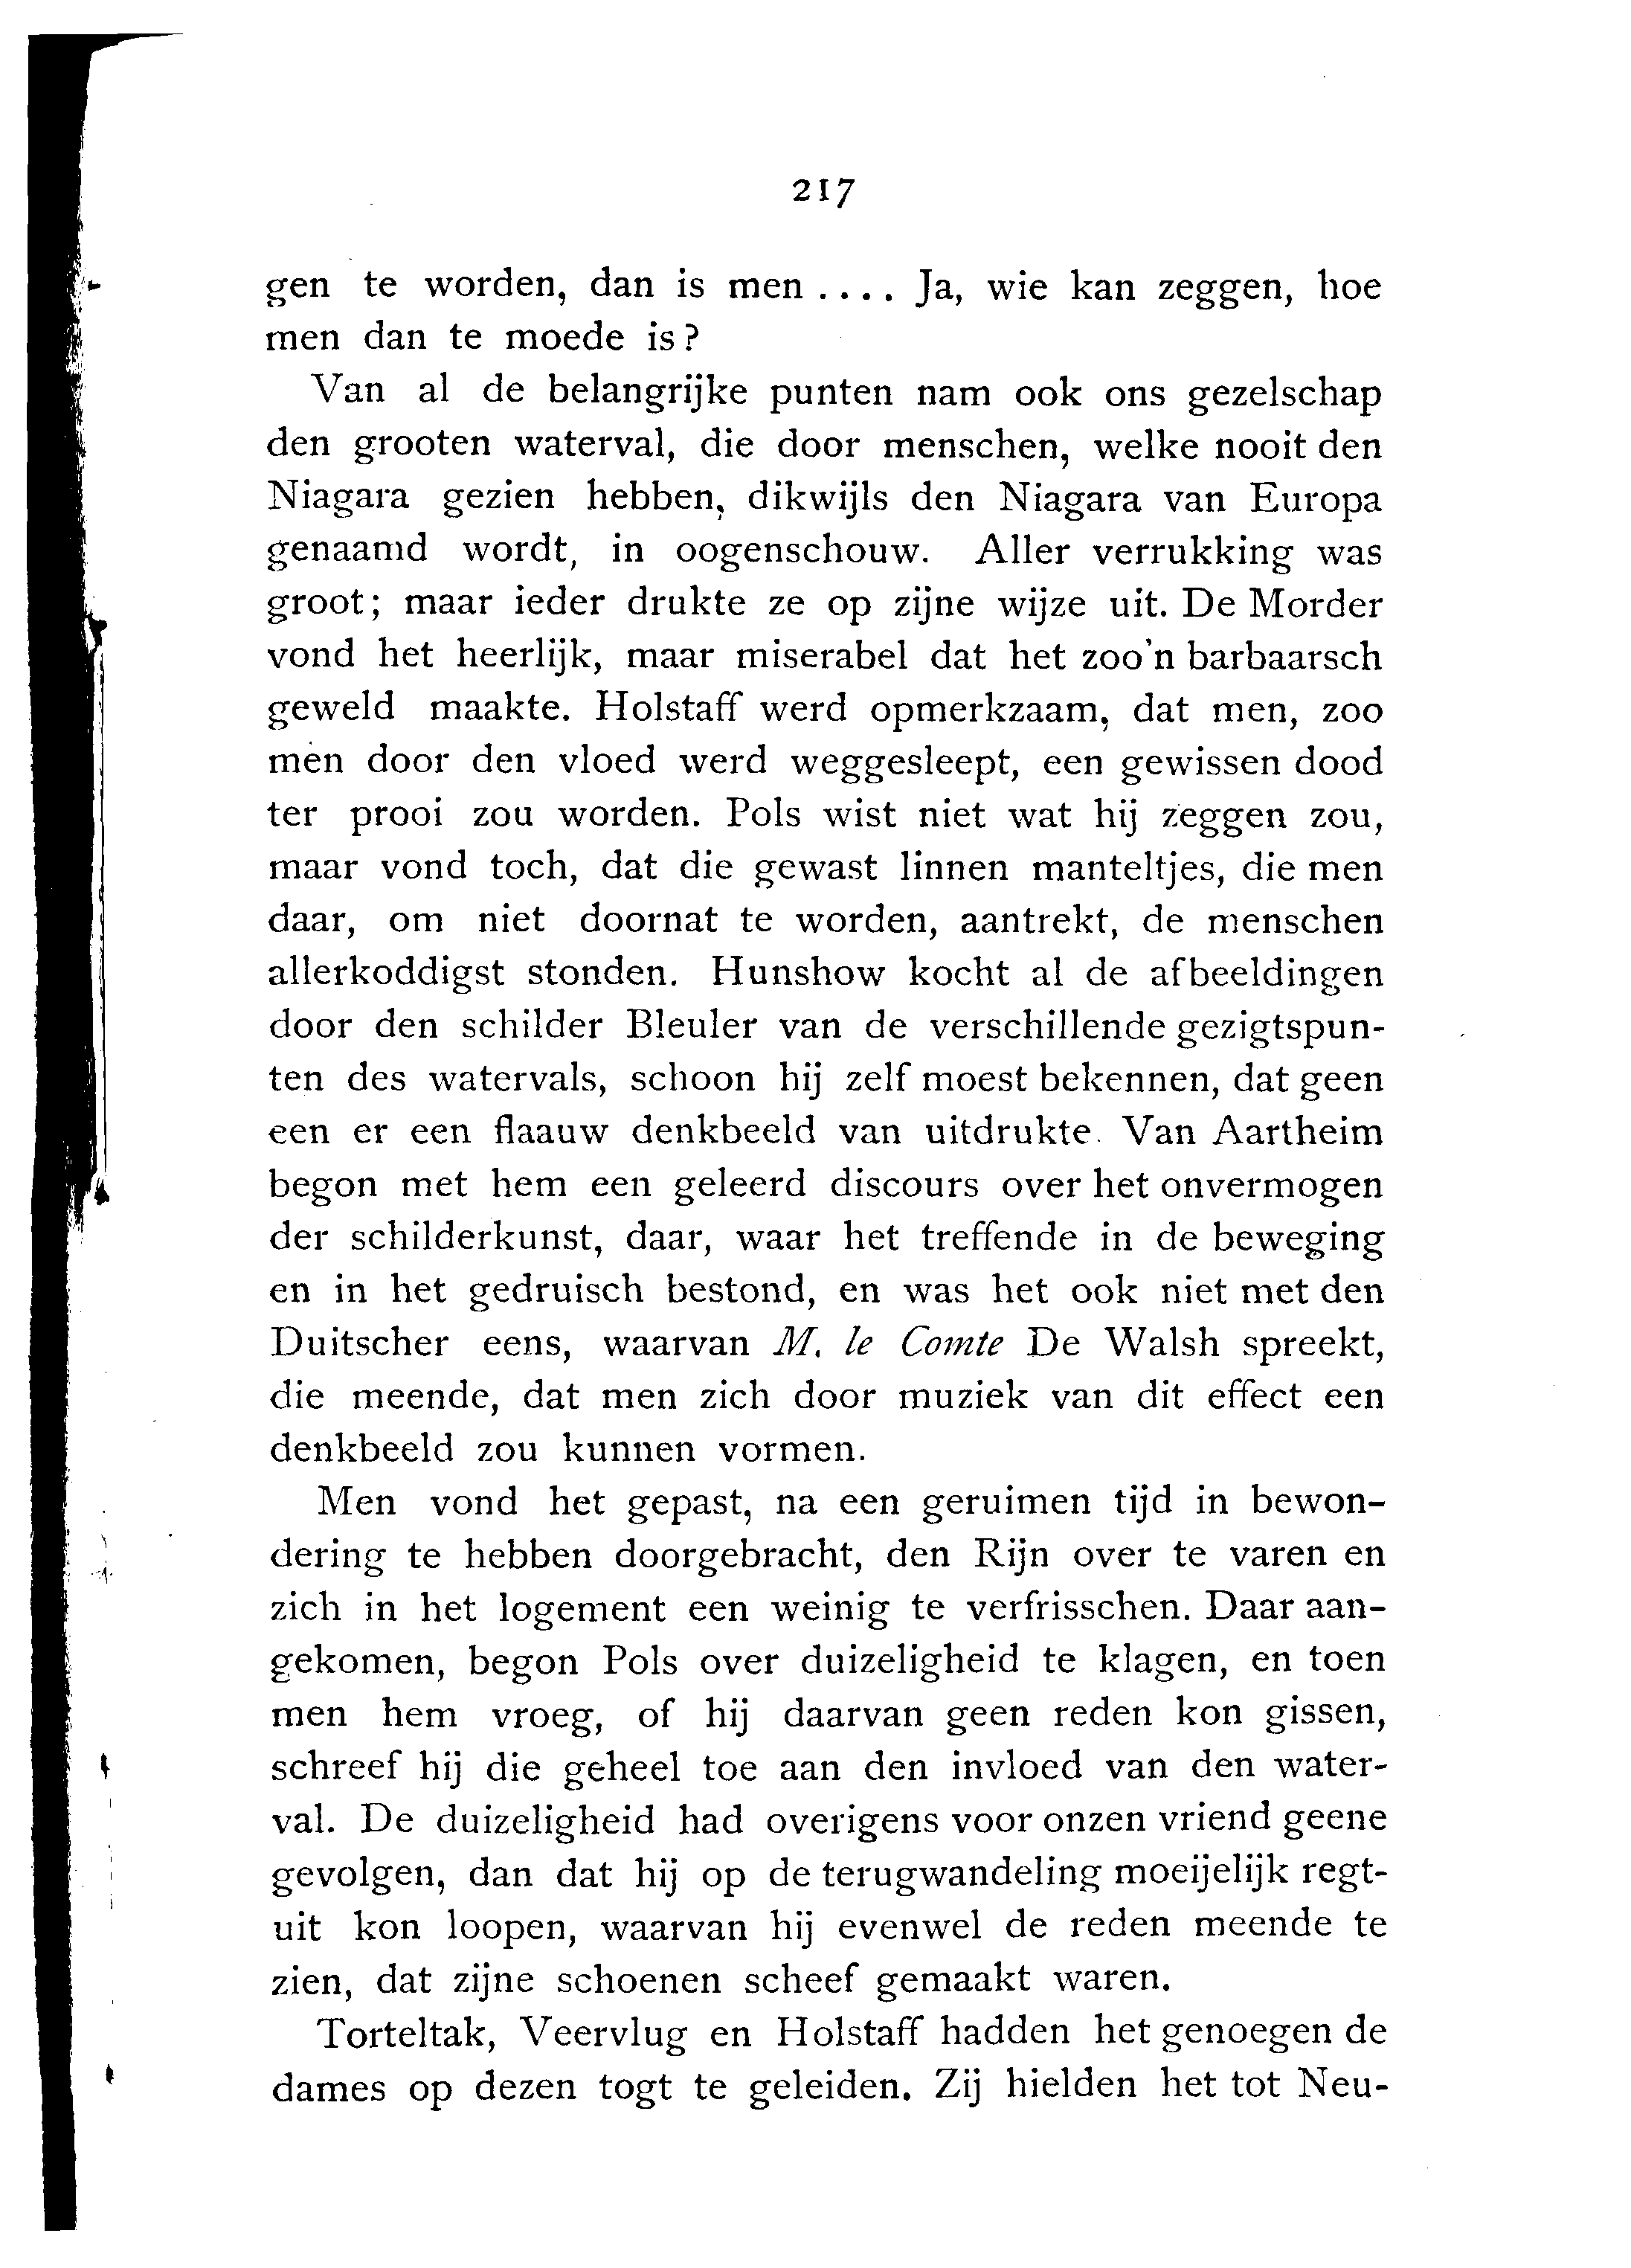 217
gen te worden, dan is men .... Ja, wie kan zeggen, hoe
men dan te moede is?
Van al de belangrijke punten nam ook ons gezelschap
den grooten waterval, die door menschen, welke nooit den
Niagara gezien hebben, dikwijls den Niagara van Europa
genaamd wordt, in oogenschouw. Aller verrukking was
groot; maar ieder drukte ze op zijne wijze uit. De Morder
vond het heerlijk, maar miserabel dat het zoo'n barbaarsch
geweld maakte. Holstaff werd opmerkzaam, dat men, zoo
men door den vloed werd weggesleept, een gewissen dood
ter prooi zou worden. Pols wist niet wat hij zeggen zou,
maar vond toch, dat die gewast linnen manteltjes, die men
daar, om niet doornat te worden, aantrekt, de menschen
allerkoddigst stonden. Hunshow kocht al de afbeeldingen
door den schilder Bleuler van de verschillende gezigtspun-
ten des watervals, schoon hij zelf moest bekennen, dat geen
een er een flaauw denkbeeld van uitdrukte. Van Aartheim
begon met hem een geleerd discours over het onvermogen
der schilderkunst, daar, waar het treffende in de beweging
en in het gedruisch bestond, en was het ook niet met den
Duitscher eens, waarvan M. le Comte De Walsh spreekt,
die meende, dat men zich door muziek van dit effect een
denkbeeld zou kunnen vormen.
Men vond het gepast, na een geruimen tijd in bewon-
dering te hebben doorgebracht, den Rijn over te varen en
zich in het logement een weinig te verfrisschen. Daar aan-
gekomen, begon Pols over duizeligheid te klagen, en toen
men hem vroeg, of hij daarvan geen reden kon gissen,
schreef hij die geheel toe aan den invloed van den water-
val. De duizeligheid had overigens voor onzen vriend geene
gevolgen, dan dat hij op de terugwandeling moeijelijk regt-
uit kon loopen, waarvan hij evenwel de reden meende te
zien, dat zijne schoenen scheef gemaakt waren.
Torteltak, Veervlug en Holstaff hadden het genoegen de
dames op dezen togt te geleiden. Zij hielden het tot Neu-